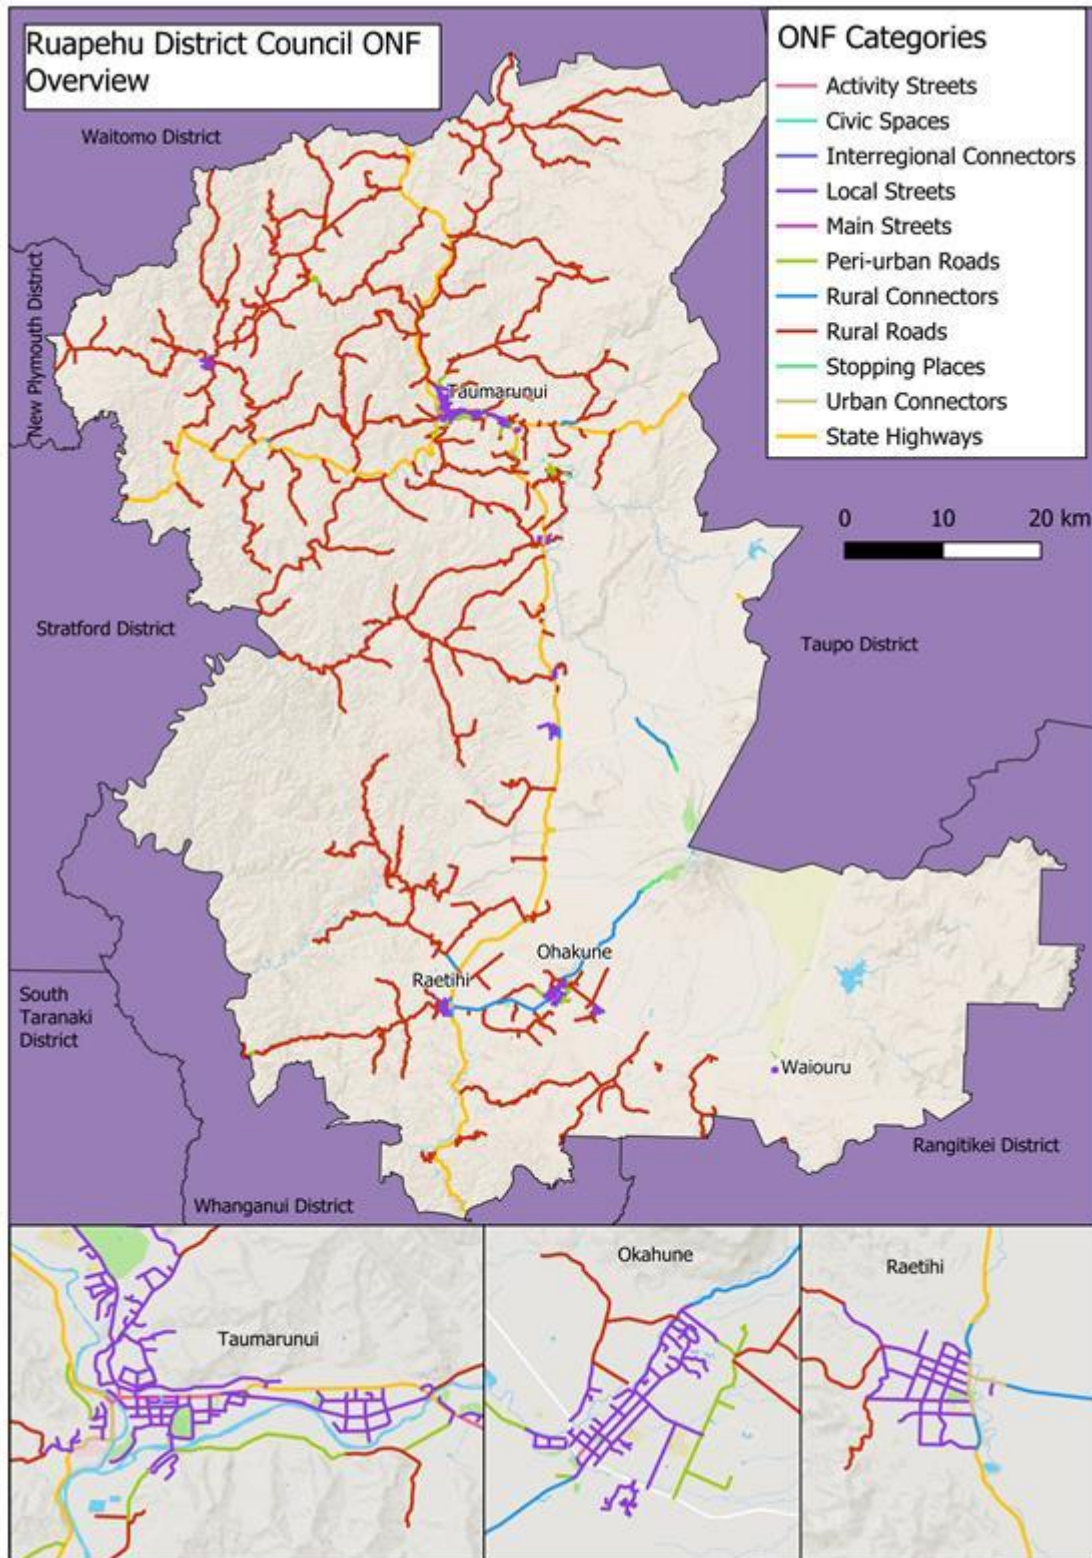 Ruapehu District Council ONF
Overview
ONF Categories
Activity Streets
Civic Spaces
Interregional Connectors
Local Streets
Main Streets
Peri-urban Roads
Rural Connectors
Rural Roads
Stopping Places
Urban Connectors
State Highways
0 10 20 km
Waitomo District
New Plymouth District
Taumarunui
Stratford District
Taupo District
Ohakune
Raetihi
South
Taranaki
District
Waiouru
Rangitikei District
Whanganui District
Taumarunui
Okahune
Raetihi